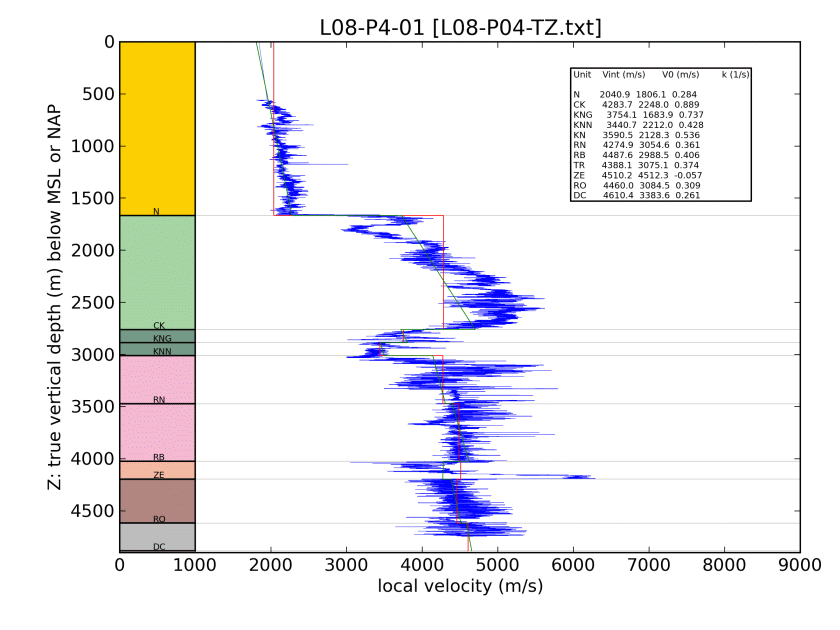 L08-P4-01 [L08-P04-TZ.txt]
Z: true vertical depth (m) below MSL or NAP
0
500
1000
1500
2000
2500
3000
3500
4000
4500
N
CK
KNG
KNN
RN
RB
ZE
RO
DC
Unit Vint (m/s) V0 (m/s) k (1/s)
N 2040.9 1806.1 0.284
CK 4283.7 2248.0 0.889
KNG 3754.1 1683.9 0.737
KNN 3440.7 2212.0 0.428
KN 3590.5 2128.3 0.536
RN 4274.9 3054.6 0.361
RB 4487.6 2988.5 0.406
TR 4388.1 3075.1 0.374
ZE 4510.2 4512.3 -0.057
RO 4460.0 3084.5 0.309
DC 4610.4 3383.6 0.261
0 1000 2000 3000 4000 5000 6000 7000 8000 9000
local velocity (m/s)